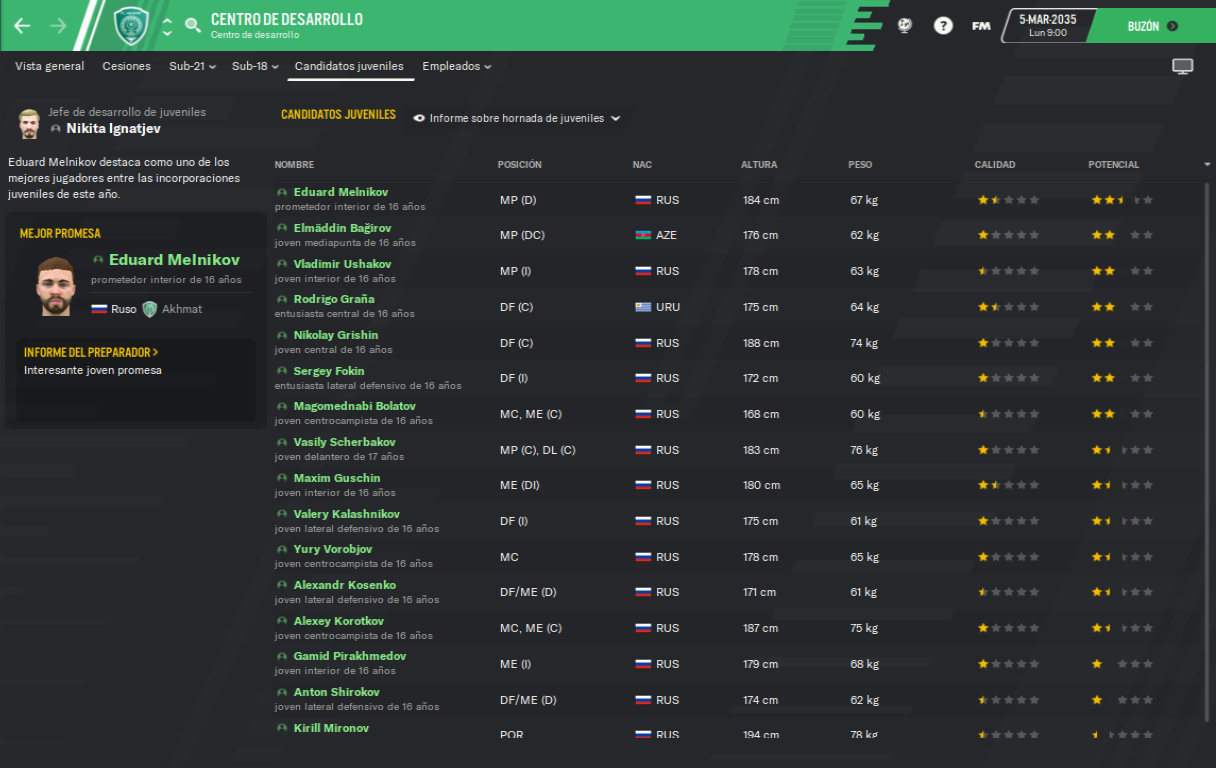 CENTRO DE DESARROLLO
Centro de desarrollo
?
FM
5-MAR-2035
Lun 9:00
BUZÓN
Vista general Cesiones Sub-21 Sub-18 Candidatos juveniles Empleados
Jefe de desarrollo de juveniles
Nikita Ignatjev
Eduard Melnikov destaca como uno de los
mejores jugadores entre las incorporaciones
juveniles de este año.
MEJOR PROMESA
Eduard Melnikov
prometedor interior de 16 años
Ruso Akhmat
INFORME DEL PREPARADOR >
Interesante joven promesa
CANDIDATOS JUVENILES Informe sobre hornada de juveniles
NOMBRE POSICIÓN NAC ALTURA PESO CALIDAD POTENCIAL
Eduard Melnikov
prometedor interior de 16 años
MP (D) RUS 184 cm 67 kg
Elmäddin Bağirov
joven mediapunta de 16 años
MP (DC) AZE 176 cm 62 kg
Vladimir Ushakov
joven interior de 16 años
MP (I) RUS 178 cm 63 kg
Rodrigo Graña
entusiasta central de 16 años
DF (C) URU 175 cm 64 kg
Nikolay Grishin
joven central de 16 años
DF (C) RUS 188 cm 74 kg
Sergey Fokin
entusiasta lateral defensivo de 16 años
DF (I) RUS 172 cm 60 kg
Magomednabi Bolatov
joven centrocampista de 16 años
MC, ME (C) RUS 168 cm 60 kg
Vasily Scherbakov
joven delantero de 17 años
MP (C), DL (C) RUS 183 cm 76 kg
Maxim Guschin
joven interior de 16 años
ME (DI) RUS 180 cm 65 kg
Valery Kalashnikov
joven lateral defensivo de 16 años
DF (I) RUS 175 cm 61 kg
Yury Vorobjov
joven centrocampista de 16 años
MC RUS 178 cm 65 kg
Alexandr Kosenko
joven lateral defensivo de 16 años
DF/ME (D) RUS 171 cm 61 kg
Alexey Korotkov
joven centrocampista de 16 años
MC, ME (C) RUS 187 cm 75 kg
Gamid Pirakhmedov
joven interior de 16 años
ME (I) RUS 179 cm 68 kg
Anton Shirokov
joven lateral defensivo de 16 años
DF/ME (D) RUS 174 cm 62 kg
Kirill Mironov
POR RUS 194 cm 78 kg